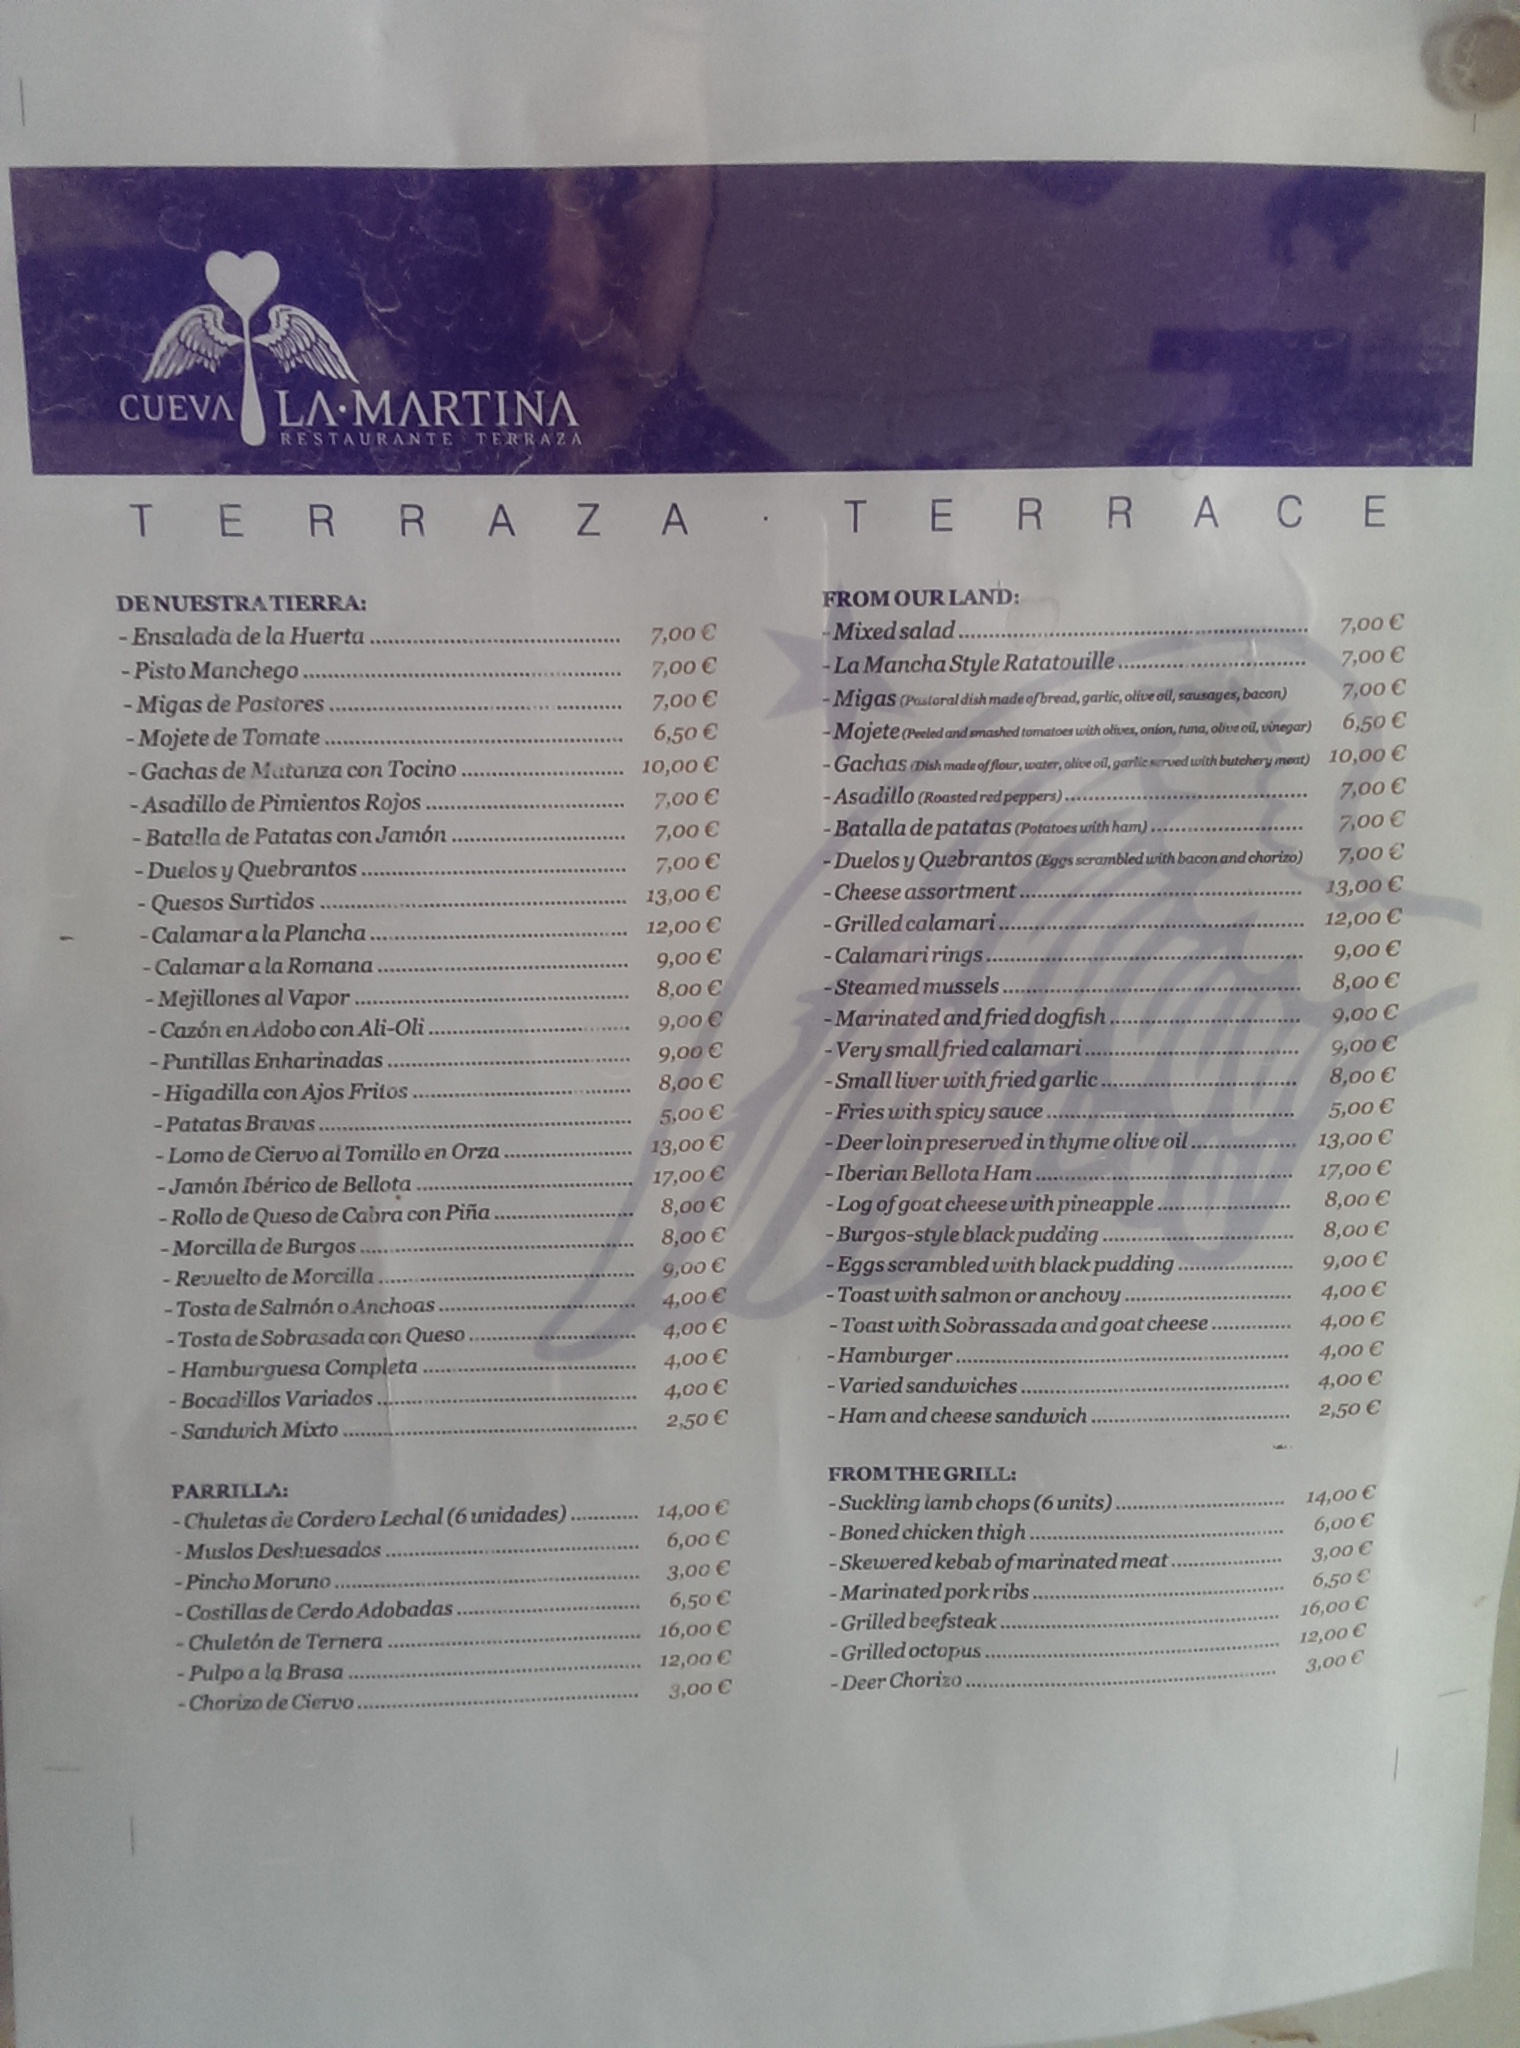 CUEVA LA·MARTINA
RESTAURANTE TERRAZA
TERRAZA · TERRACE
DE NUESTRA TIERRA:
- Ensalada de la Huerta ........ 7,00 €
- Pisto Manchego ........ 7,00 €
- Migas de Pastores ........ 7,00 €
- Mojete de Tomate ........ 6,50 €
- Gachas de Matanza con Tocino ........ 10,00 €
- Asadillo de Pimientos Rojos ........ 7,00 €
- Batalla de Patatas con Jamón ........ 7,00 €
- Duelos y Quebrantos ........ 7,00 €
- Quesos Surtidos ........ 13,00 €
- Calamar a la Plancha ........ 12,00 €
- Calamar a la Romana ........ 9,00 €
- Mejillones al Vapor ........ 8,00 €
- Cazón en Adobo con Ali-Oli ........ 9,00 €
- Puntillas Enharinadas ........ 9,00 €
- Higadilla con Ajos Fritos ........ 8,00 €
- Patatas Bravas ........ 5,00 €
- Lomo de Ciervo al Tomillo en Orza ........ 13,00 €
- Jamón Ibérico de Bellota ........ 17,00 €
- Rollo de Queso de Cabra con Piña ........ 8,00 €
- Morcilla de Burgos ........ 8,00 €
- Revuelto de Morcilla ........ 9,00 €
- Tosta de Salmón o Anchoas ........ 4,00 €
- Tosta de Sobrasada con Queso ........ 4,00 €
- Hamburguesa Completa ........ 4,00 €
- Bocadillos Variados ........ 4,00 €
- Sandwich Mixto ........ 2,50 €
PARRILLA:
- Chuletas de Cordero Lechal (6 unidades) ........ 14,00 €
- Muslos Deshuesados ........ 6,00 €
- Pincho Moruno ........ 3,00 €
- Costillas de Cerdo Adobadas ........ 6,50 €
- Chuletón de Ternera ........ 16,00 €
- Pulpo a la Brasa ........ 12,00 €
- Chorizo de Ciervo ........ 3,00 €
FROM OUR LAND:
- Mixed salad ........ 7,00 €
- La Mancha Style Ratatouille ........ 7,00 €
- Migas (Pastoral dish made of bread, garlic, olive oil, sausages, bacon) 7,00 €
- Mojete (Peeled and smashed tomatoes with olives, onion, tuna, olive oil, vinegar) 6,50 €
- Gachas (Dish made of flour, water, olive oil, garlic served with butchery meat) 10,00 €
- Asadillo (Roasted red peppers) ........ 7,00 €
- Batalla de patatas (Potatoes with ham) ........ 7,00 €
- Duelos y Quebrantos (Eggs scrambled with bacon and chorizo) 7,00 €
- Cheese assortment ........ 13,00 €
- Grilled calamari ........ 12,00 €
- Calamari rings ........ 9,00 €
- Steamed mussels ........ 8,00 €
- Marinated and fried dogfish ........ 9,00 €
- Very small fried calamari ........ 9,00 €
- Small liver with fried garlic ........ 8,00 €
- Fries with spicy sauce ........ 5,00 €
- Deer loin preserved in thyme olive oil ........ 13,00 €
- Iberian Bellota Ham ........ 17,00 €
- Log of goat cheese with pineapple ........ 8,00 €
- Burgos-style black pudding ........ 8,00 €
- Eggs scrambled with black pudding ........ 9,00 €
- Toast with salmon or anchovy ........ 4,00 €
- Toast with Sobrassada and goat cheese ........ 4,00 €
- Hamburger ........ 4,00 €
- Varied sandwiches ........ 4,00 €
- Ham and cheese sandwich ........ 2,50 €
FROM THE GRILL:
- Suckling lamb chops (6 units) ........ 14,00 €
- Boned chicken thigh ........ 6,00 €
- Skewered kebab of marinated meat ........ 3,00 €
- Marinated pork ribs ........ 6,50 €
- Grilled beefsteak ........ 16,00 €
- Grilled octopus ........ 12,00 €
- Deer Chorizo ........ 3,00 €